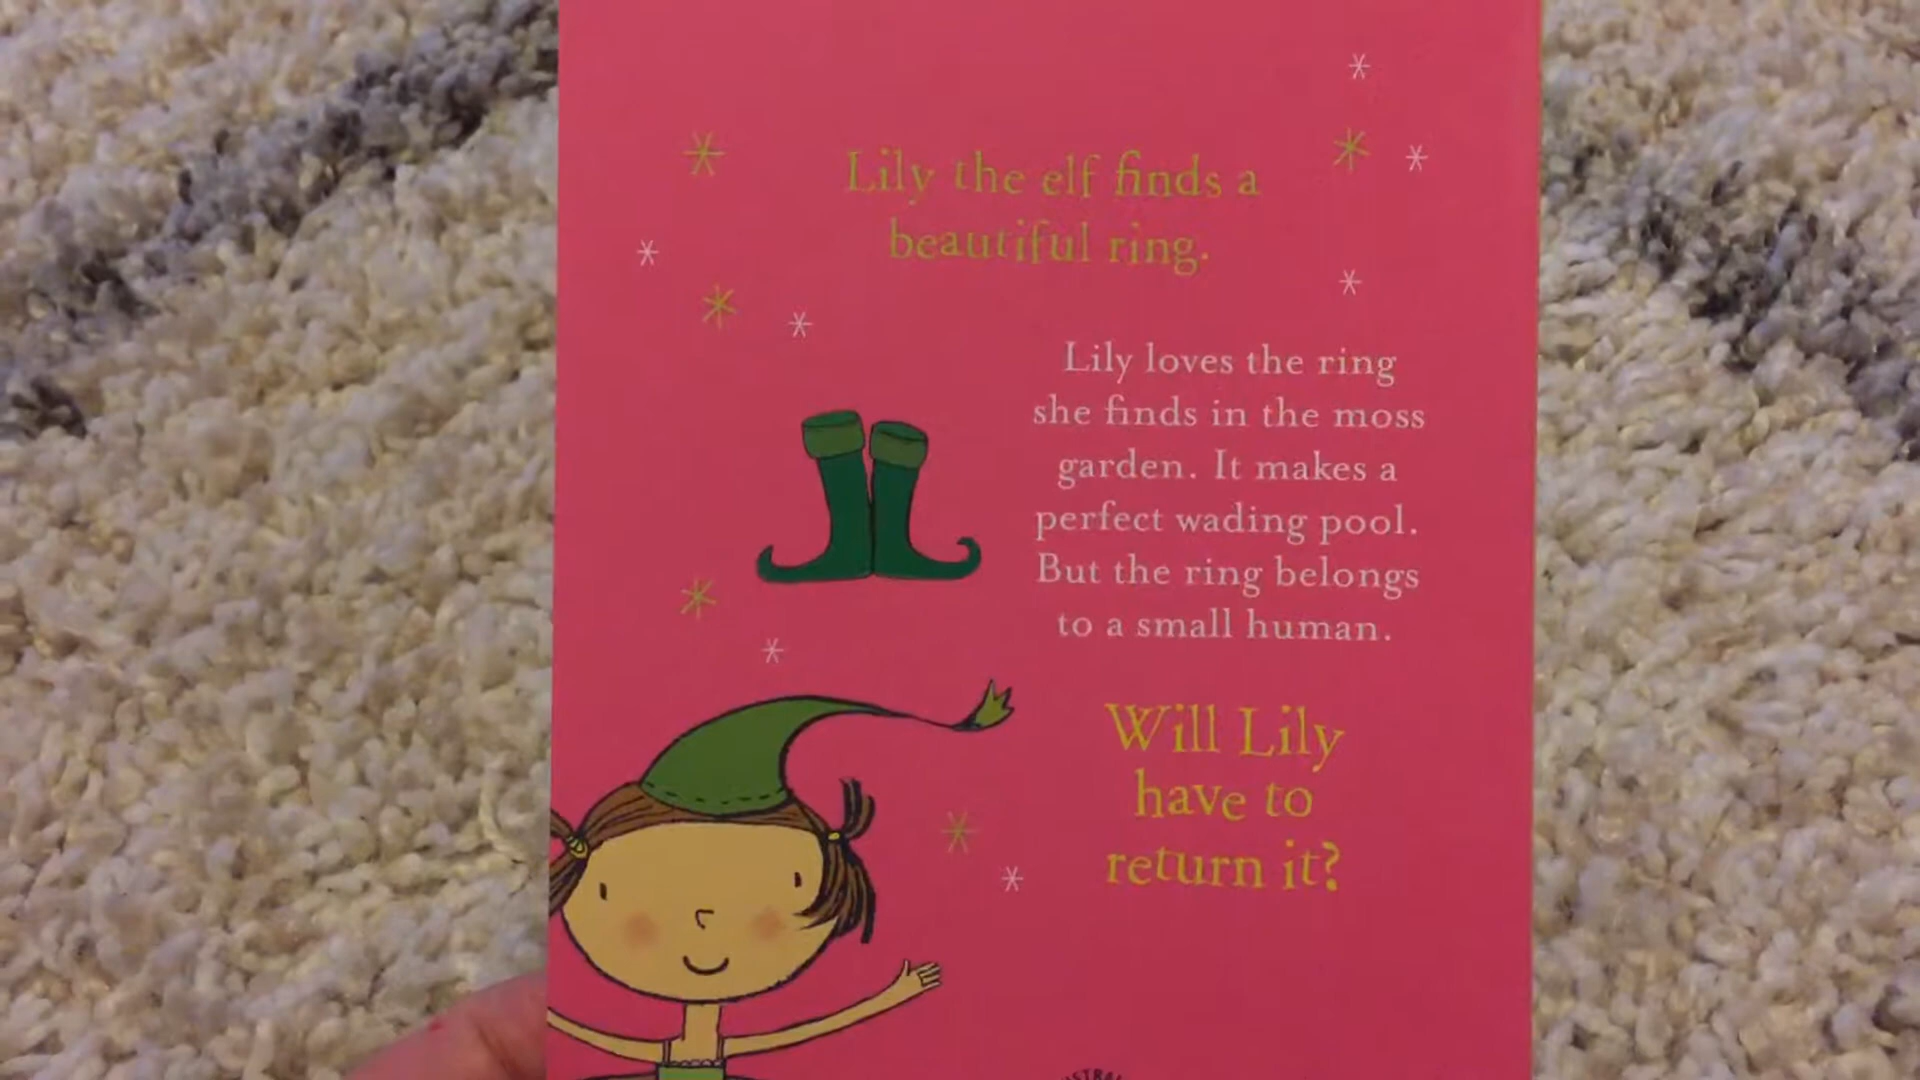 Lily the elf finds a
beautiful ring.
Lily loves the ring
she finds in the moss
garden. It makes a
perfect wading pool.
But the ring belongs
to a small human.
Will Lily
have to
return it?